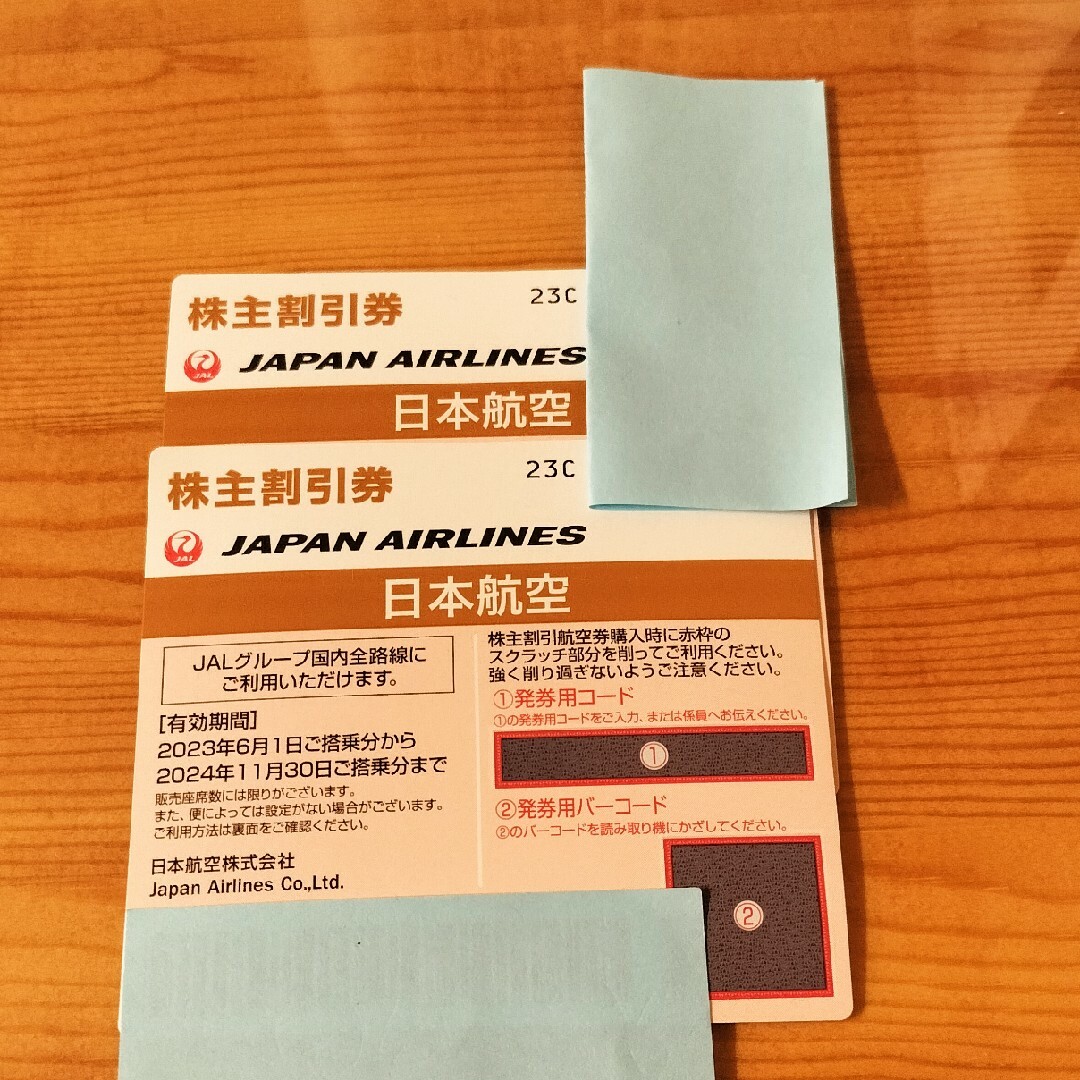 株主割引券
23C
JAL
JAPAN AIRLINES
日本航空
株主割引券
23C
JAL
JAPAN AIRLINES
日本航空
JALグループ国内全路線に
ご利用いただけます。
[有効期間]
2023年6月1日ご搭乗分から
2024年11月30日ご搭乗分まで
販売座席数には限りがございます。
また、便によっては設定がない場合がございます。
ご利用方法は裏面をご確認ください。
日本航空株式会社
Japan Airlines Co.,Ltd.
株主割引航空券購入時に赤枠の
スクラッチ部分を削ってご利用ください。
強く削り過ぎないようご注意ください。
①発券用コード
①の発券用コードをご入力、または係員へお伝えください。
①
②発券用バーコード
②のバーコードを読み取り機にかざしてください。
②